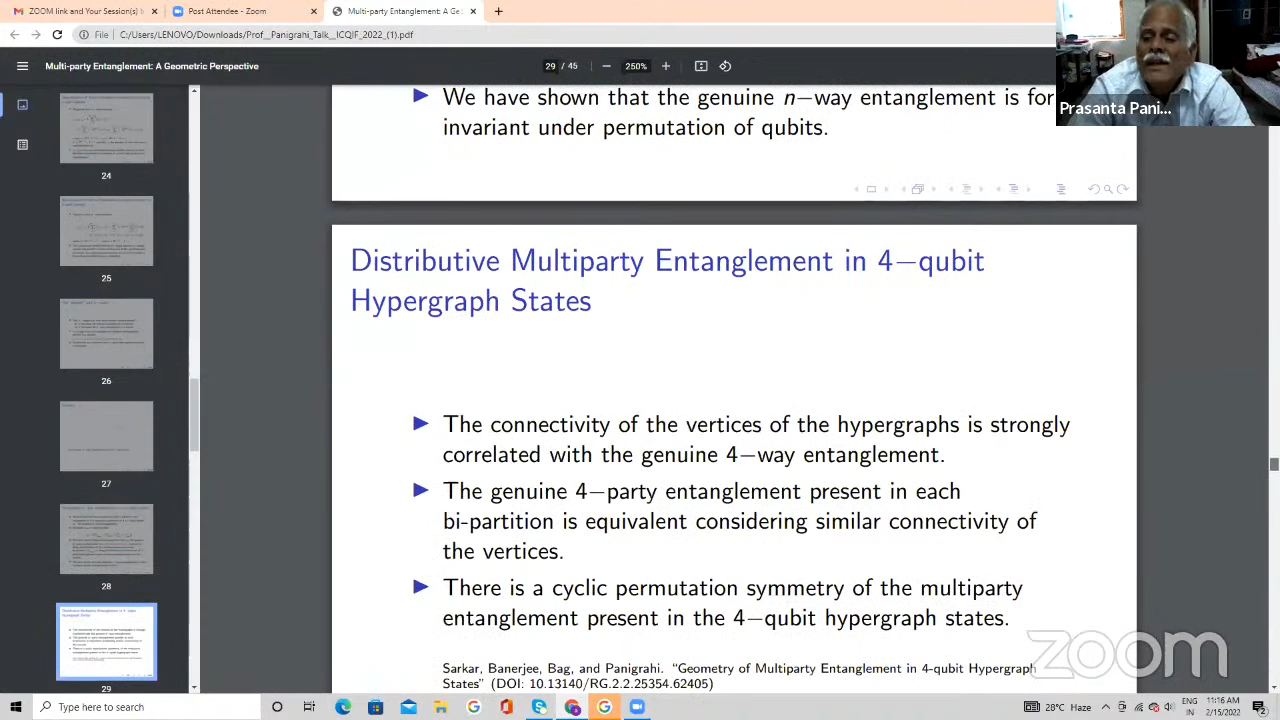 ZOOM link and Your Session(s) b
Post Attendee - Zoom
Multi-party Entanglement: A Ge
File
C:/Users/LENOVO/Downloads/Prof_Panigrahi_Talk_ICQIT_2022_(1).pdf
Multi-party Entanglement: A Geometric Perspective
29 / 45
250%
Prasanta Pani...
We have shown that the genuine n−way entanglement is for
invariant under permutation of qubits.
24
25
26
27
28
29
Distributive Multiparty Entanglement in 4−qubit
Hypergraph States
The connectivity of the vertices of the hypergraphs is strongly
correlated with the genuine 4−way entanglement.
The genuine 4−party entanglement present in each
bi-partition is equivalent considering similar connectivity of
the vertices.
There is a cyclic permutation symmetry of the multiparty
entanglement present in the 4−qubit hypergraph states.
Sarkar, Banerjee, Bag, and Panigrahi. "Geometry of Multiparty Entanglement in 4-qubit Hypergraph
States" (DOI: 10.13140/RG.2.2.25354.62405)
zoom
Type here to search
28°C Haze
ENG
IN
11:16 AM
2/15/2022
2